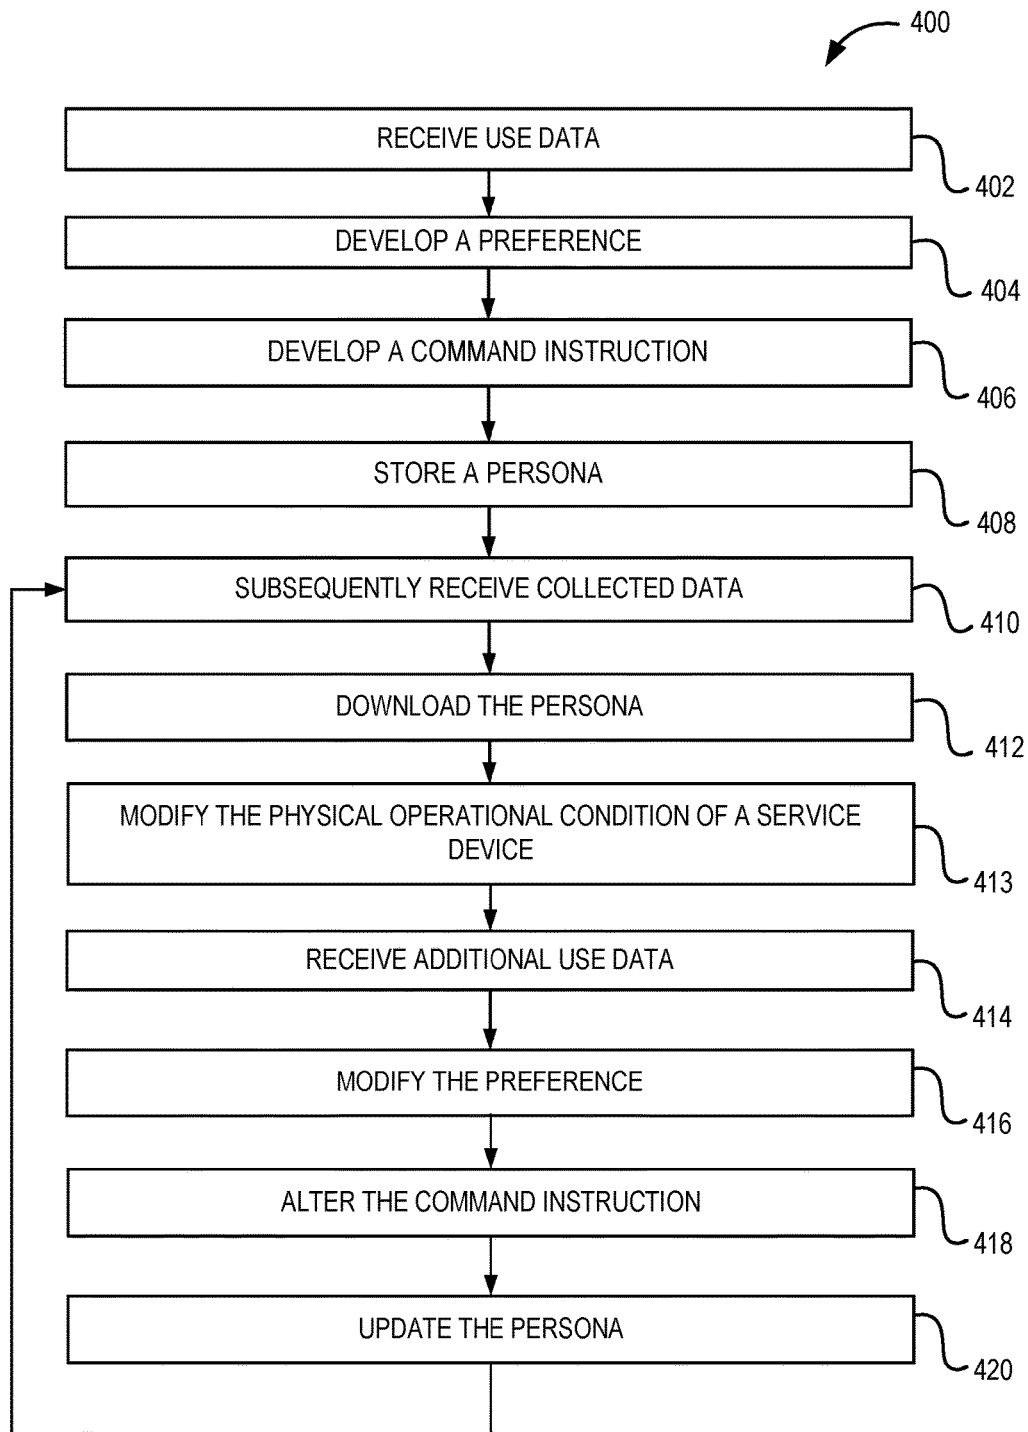 400
RECEIVE USE DATA
402
DEVELOP A PREFERENCE
404
DEVELOP A COMMAND INSTRUCTION
406
STORE A PERSONA
408
SUBSEQUENTLY RECEIVE COLLECTED DATA
410
DOWNLOAD THE PERSONA
412
MODIFY THE PHYSICAL OPERATIONAL CONDITION OF A SERVICE
DEVICE
413
RECEIVE ADDITIONAL USE DATA
414
MODIFY THE PREFERENCE
416
ALTER THE COMMAND INSTRUCTION
418
UPDATE THE PERSONA
420